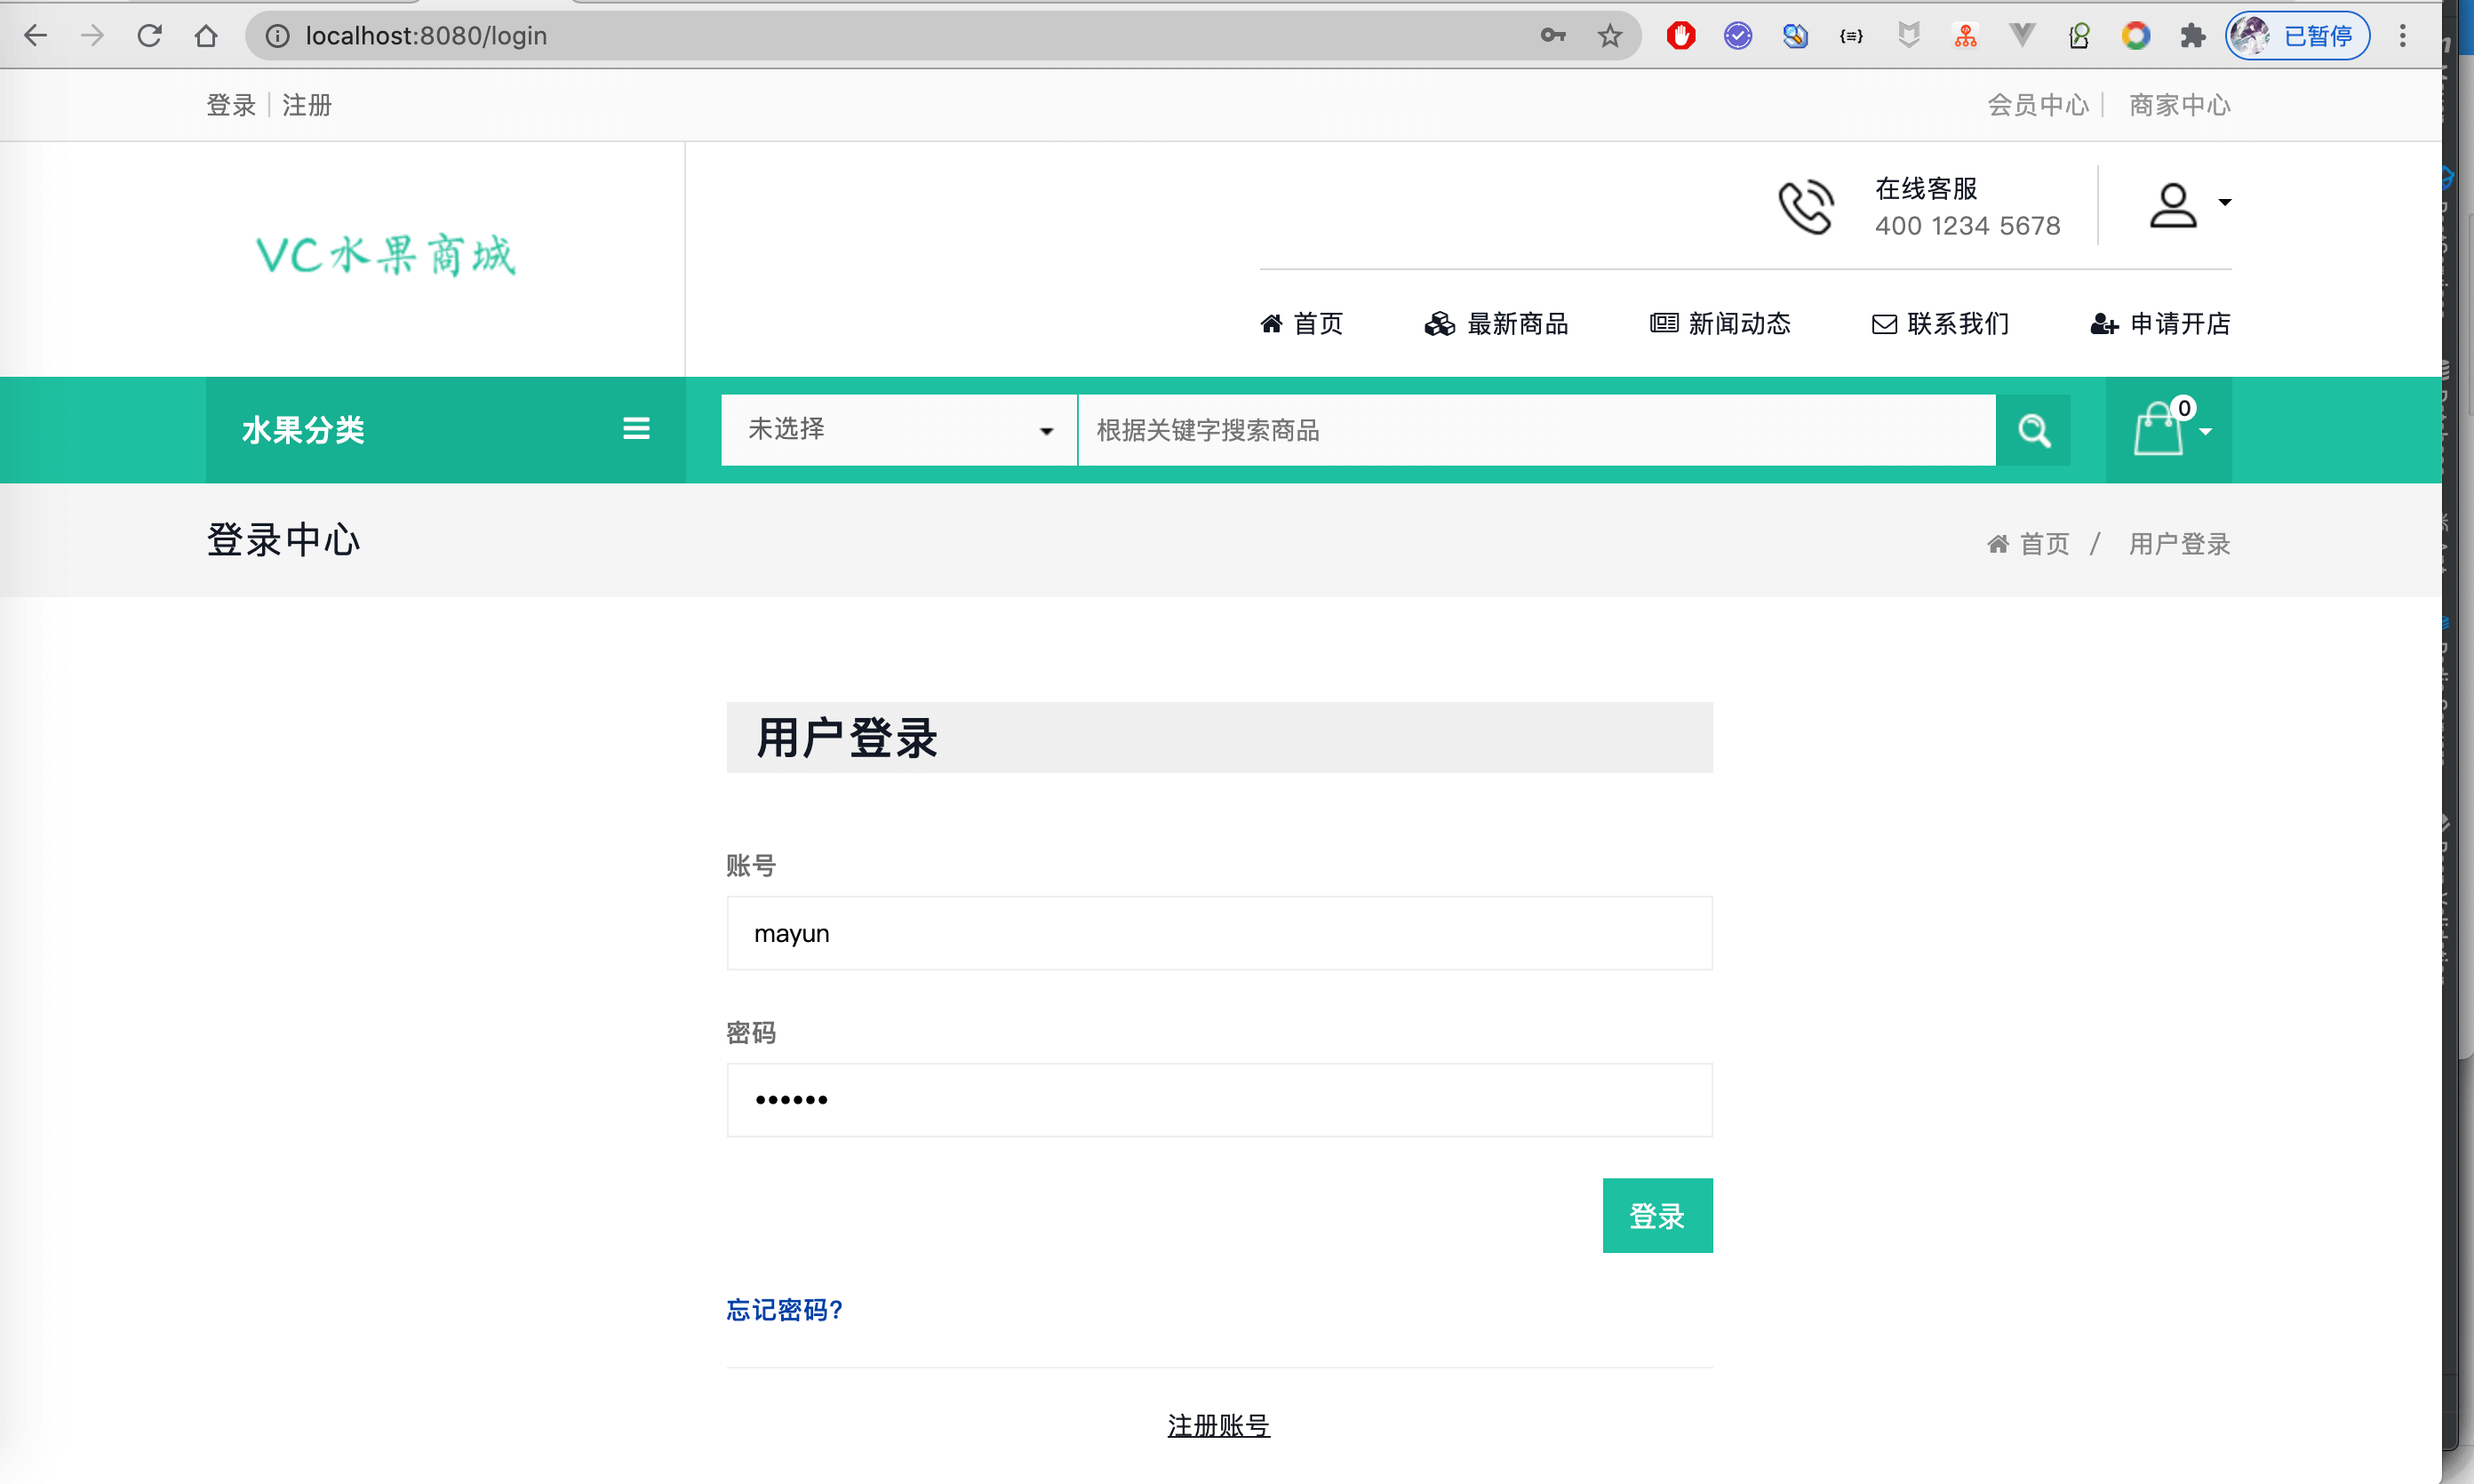 localhost:8080/login
已暂停
登录
注册
会员中心
商家中心
VC水果商城
在线客服
400 1234 5678
首页
最新商品
新闻动态
联系我们
申请开店
水果分类
未选择
根据关键字搜索商品
0
登录中心
首页 / 用户登录
用户登录
账号
mayun
密码
登录
忘记密码?
注册账号